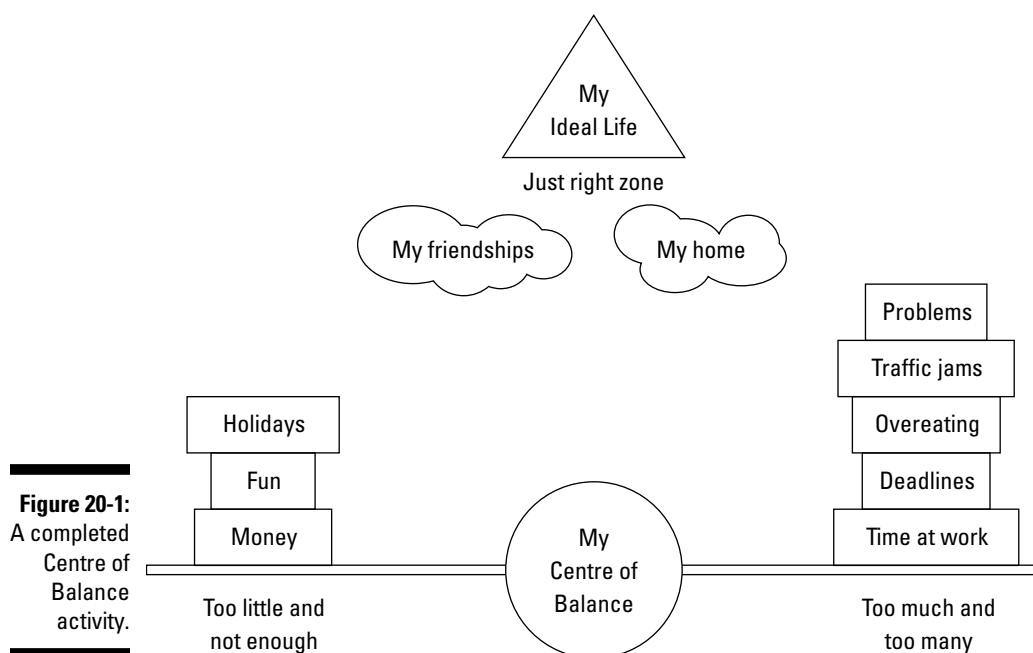 My
Ideal Life
Just right zone
My friendships
My home
Problems
Traffic jams
Overeating
Deadlines
Time at work
Holidays
Fun
Money
My
Centre of
Balance
Too little and
not enough
Too much and
too many
Figure 20-1:
A completed
Centre of
Balance
activity.